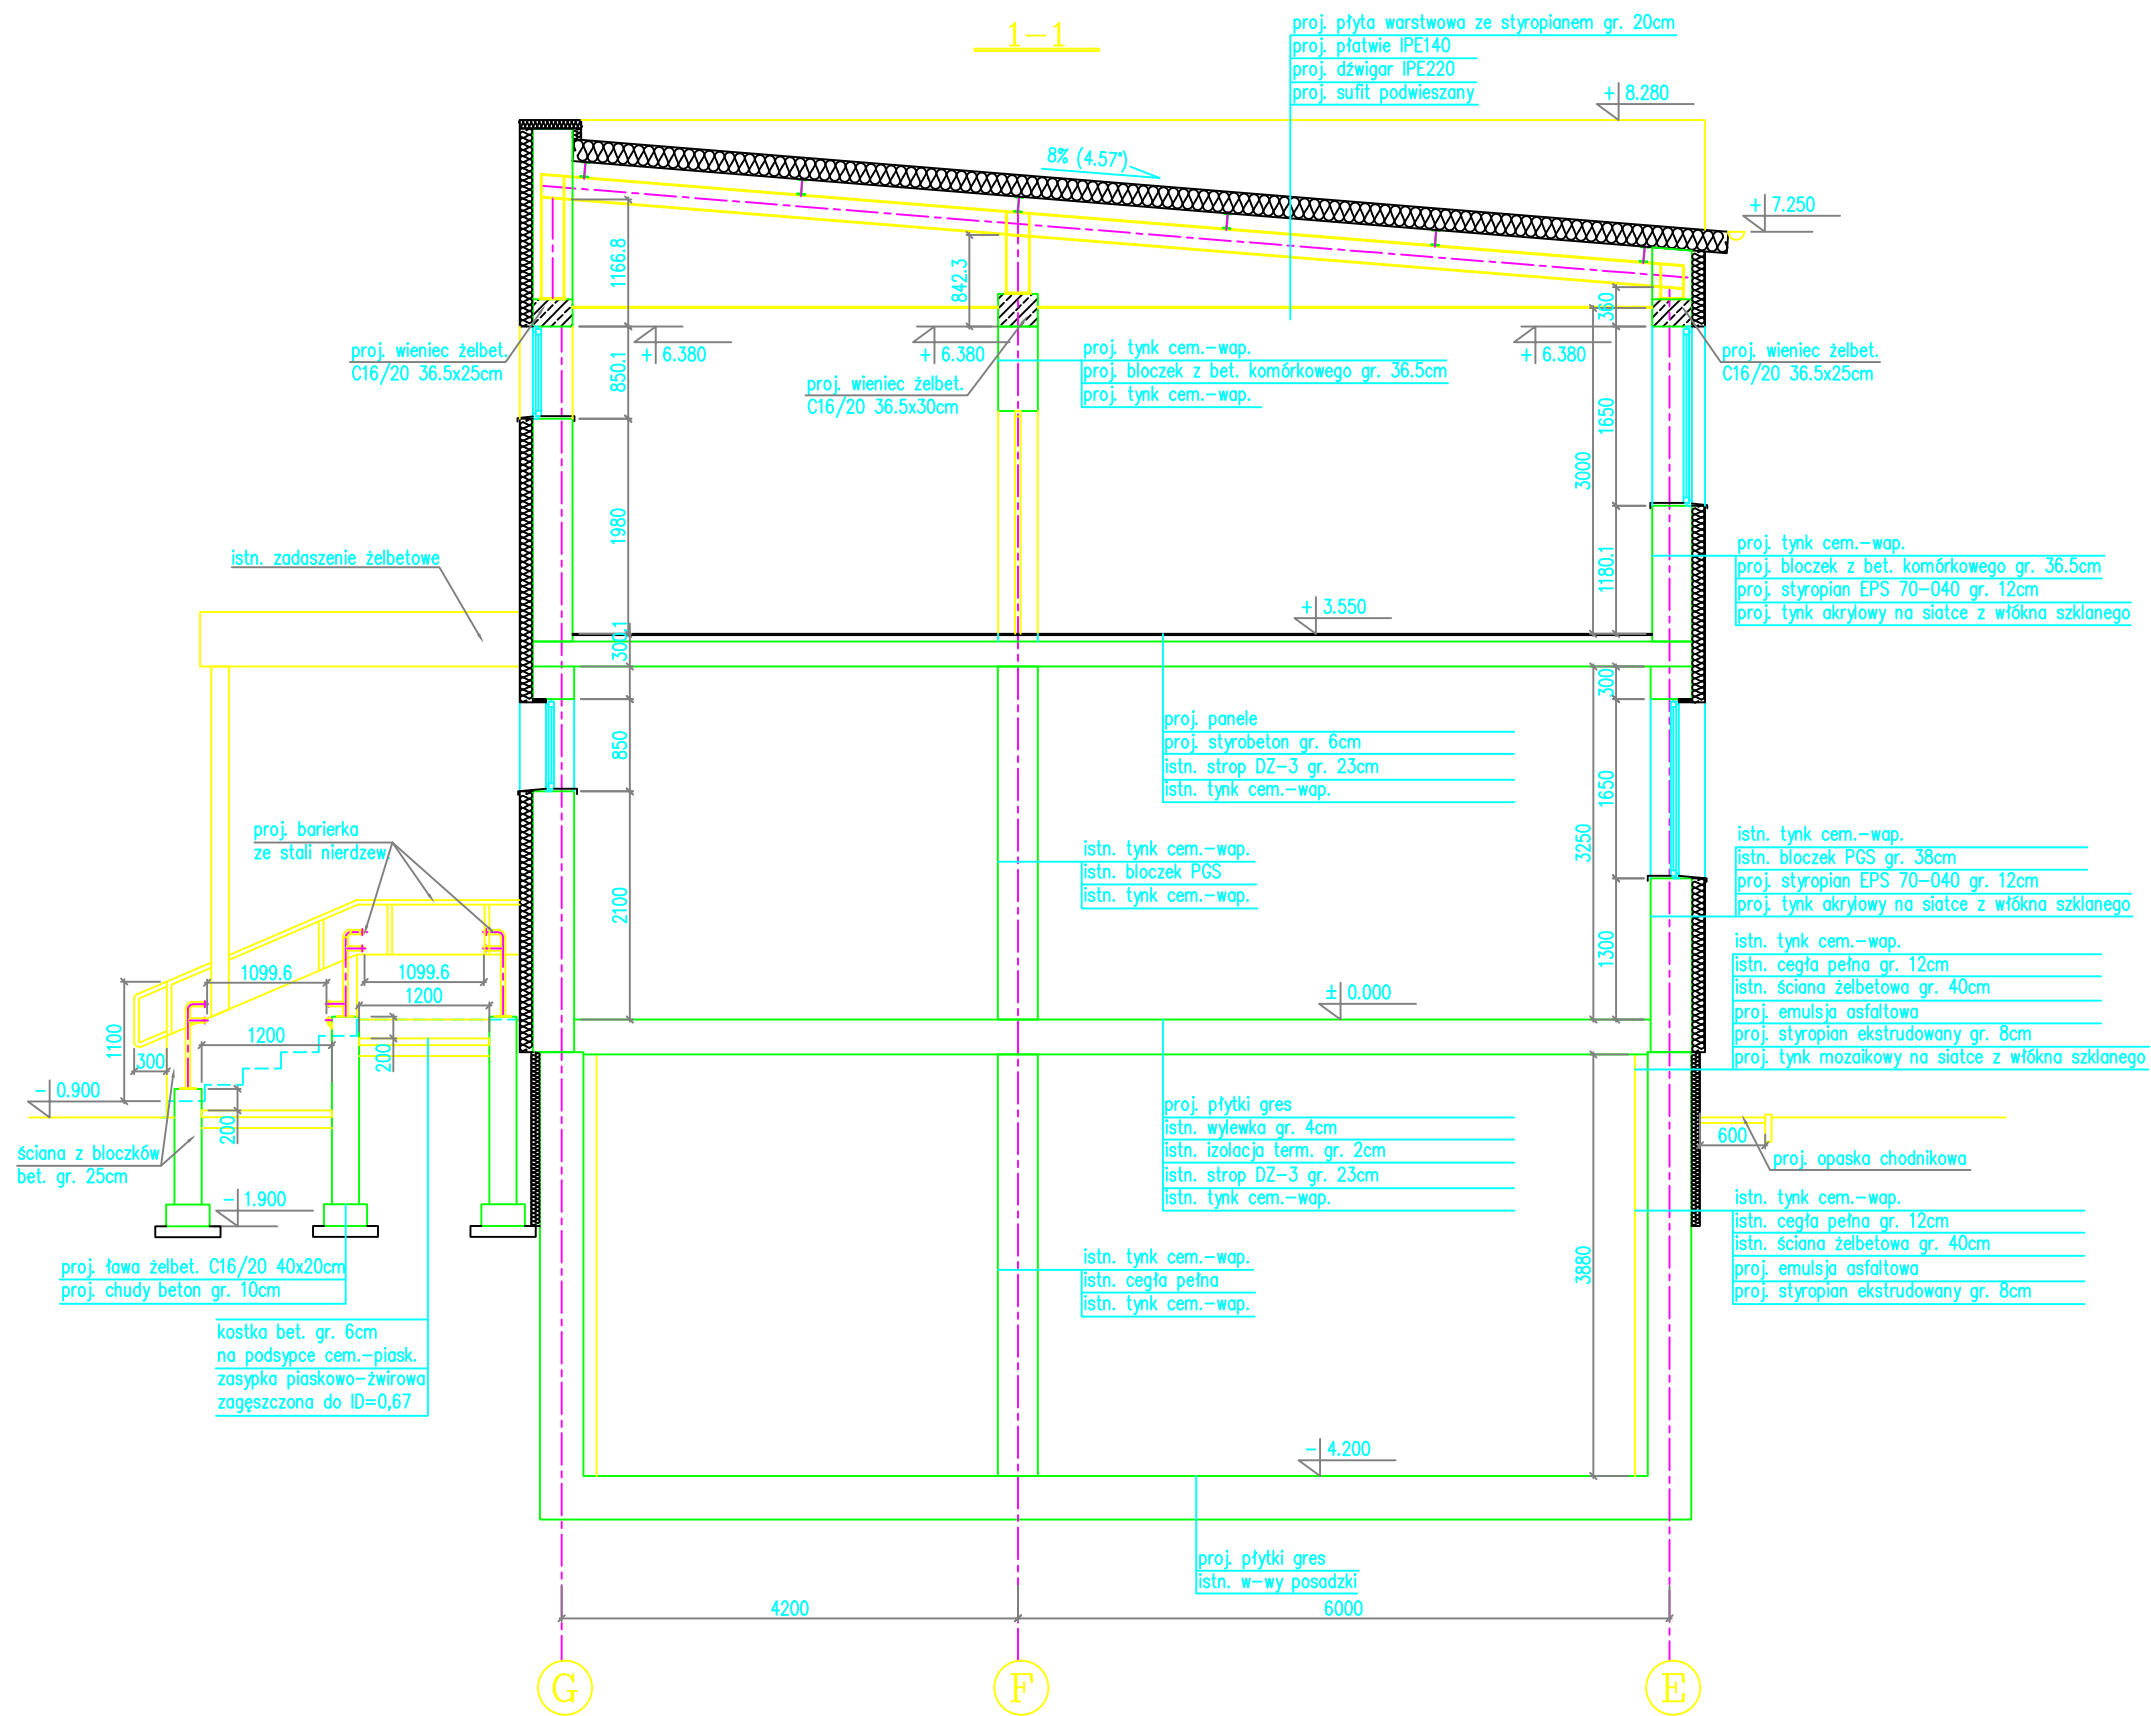 1-1
proj. płyta warstwowa ze styropianem gr. 20cm
proj. płatwie IPE140
proj. dźwigar IPE220
proj. sufit podwieszany
+ 8.280
8% (4.57°)
+ 7.250
1166.8
842.3
360
+ 6.380
+ 6.380
+ 6.380
proj. wieniec żelbet.
C16/20 36.5x25cm
proj. wieniec żelbet.
C16/20 36.5x30cm
proj. tynk cem.-wap.
proj. bloczek z bet. komórkowego gr. 36.5cm
proj. tynk cem.-wap.
proj. wieniec żelbet.
C16/20 36.5x25cm
850.1
1650
3000
1980
1180.1
istn. zadaszenie żelbetowe
proj. tynk cem.-wap.
proj. bloczek z bet. komórkowego gr. 36.5cm
proj. styropian EPS 70-040 gr. 12cm
proj. tynk akrylowy na siatce z włókna szklanego
+ 3.550
300.1
300
proj. panele
proj. styrobeton gr. 6cm
istn. strop DZ-3 gr. 23cm
istn. tynk cem.-wap.
850
1650
3250
proj. barierka
ze stali nierdzew.
istn. tynk cem.-wap.
istn. bloczek PGS
istn. tynk cem.-wap.
istn. tynk cem.-wap.
istn. bloczek PGS gr. 38cm
proj. styropian EPS 70-040 gr. 12cm
proj. tynk akrylowy na siatce z włókna szklanego
2100
1300
istn. tynk cem.-wap.
istn. cegła pełna gr. 12cm
istn. ściana żelbetowa gr. 40cm
proj. emulsja asfaltowa
proj. styropian ekstrudowany gr. 8cm
proj. tynk mozaikowy na siatce z włókna szklanego
1099.6
1099.6
1200
1200
± 0.000
1100
300
200
- 0.900
200
ściana z bloczków
bet. gr. 25cm
- 1.900
proj. płytki gres
istn. wylewka gr. 4cm
istn. izolacja term. gr. 2cm
istn. strop DZ-3 gr. 23cm
istn. tynk cem.-wap.
600
proj. opaska chodnikowa
istn. tynk cem.-wap.
istn. cegła pełna gr. 12cm
istn. ściana żelbetowa gr. 40cm
proj. emulsja asfaltowa
proj. styropian ekstrudowany gr. 8cm
proj. ława żelbet. C16/20 40x20cm
proj. chudy beton gr. 10cm
istn. tynk cem.-wap.
istn. cegła pełna
istn. tynk cem.-wap.
3880
kostka bet. gr. 6cm
na podsypce cem.-piask.
zasypka piaskowo-żwirowa
zagęszczona do ID=0,67
- 4.200
proj. płytki gres
istn. w-wy posadzki
4200
6000
G
F
E